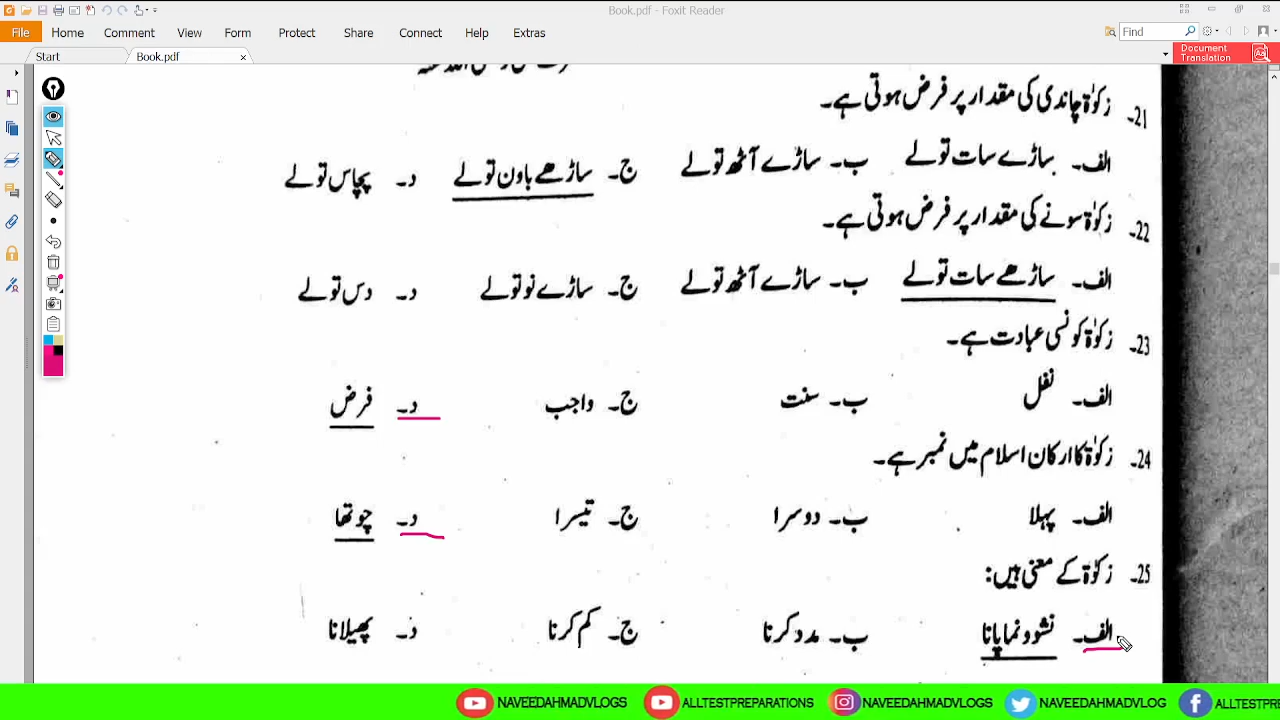 Book.pdf - Foxit Reader
File Home Comment View Form Protect Share Connect Help Extras Find
Start Book.pdf x Document Translation
21۔ زکوٰۃ چاندی کی مقدار پر فرض ہوتی ہے۔
الف۔ ساڑے سات تولے ب۔ ساڑے آٹھ تولے ج۔ ساڑھے باون تولے د۔ پچاس تولے
22۔ زکوٰۃ سونے کی مقدار پر فرض ہوتی ہے۔
الف۔ ساڑھے سات تولے ب۔ ساڑے آٹھ تولے ج۔ ساڑے نو تولے د۔ دس تولے
23۔ زکوٰۃ کونسی عبادت ہے۔
الف۔ نفل ب۔ سنت ج۔ واجب د۔ فرض
24۔ زکوٰۃ کا ارکان اسلام میں نمبر ہے۔
الف۔ پہلا ب۔ دوسرا ج۔ تیسرا د۔ چوتھا
25۔ زکوٰۃ کے معنی ہیں:
الف۔ نشوونما پانا ب۔ مدد کرنا ج۔ کم کرنا د۔ پھیلانا
NAVEEDAHMADVLOGS ALLTESTPREPARATIONS NAVEEDAHMADVLOGS NAVEEDAHMADVLOG ALLTESTPRE